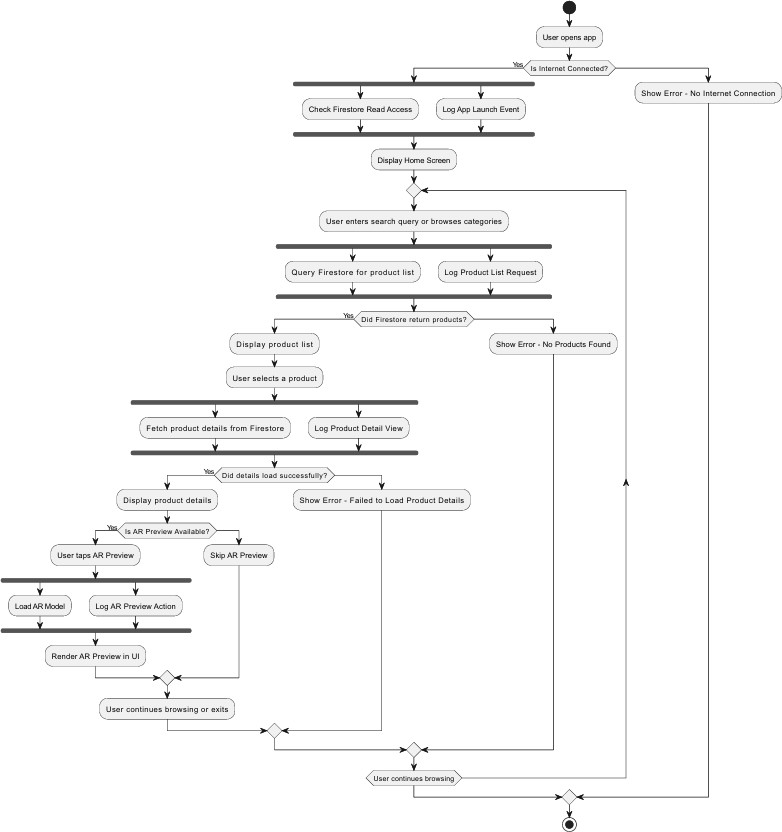 User opens app
Yes
Is Internet Connected?
Show Error - No Internet Connection
Check Firestore Read Access
Log App Launch Event
Display Home Screen
User enters search query or browses categories
Query Firestore for product list
Log Product List Request
Yes
Did Firestore return products?
Display product list
Show Error - No Products Found
User selects a product
Fetch product details from Firestore
Log Product Detail View
Yes
Did details load successfully?
Display product details
Show Error - Failed to Load Product Details
Yes
Is AR Preview Available?
User taps AR Preview
Skip AR Preview
Load AR Model
Log AR Preview Action
Render AR Preview in UI
User continues browsing or exits
User continues browsing